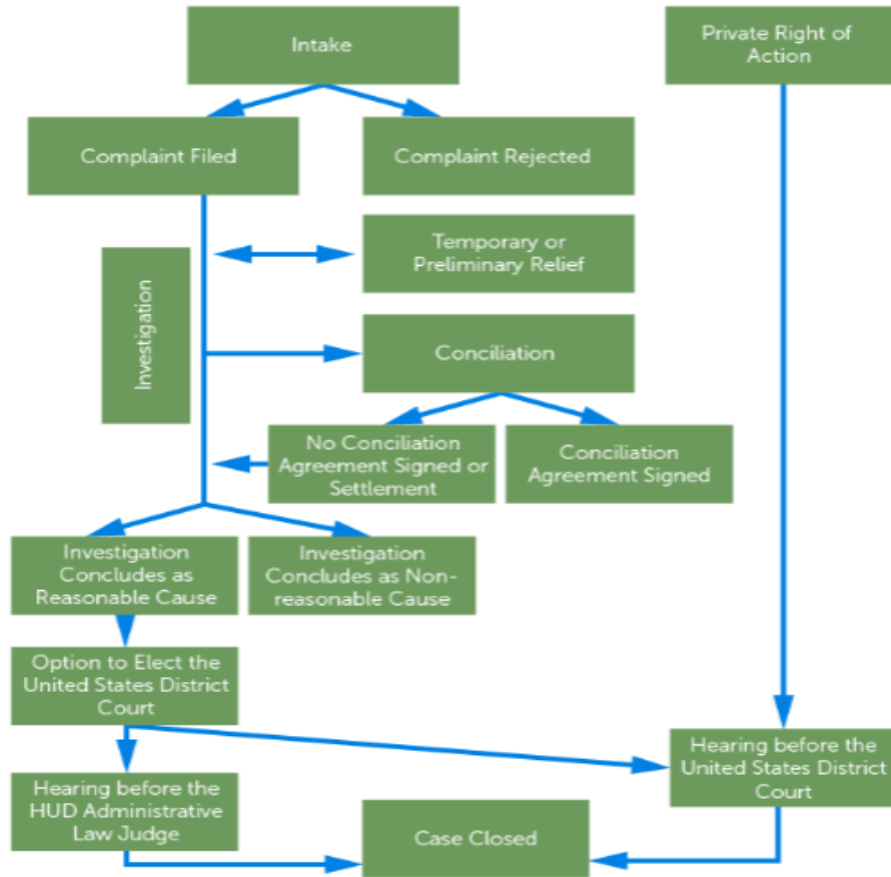 Intake
Private Right of
Action
Complaint Filed
Complaint Rejected
Temporary or
Preliminary Relief
Investigation
Conciliation
No Conciliation
Agreement Signed or
Settlement
Conciliation
Agreement Signed
Investigation
Concludes as
Reasonable Cause
Investigation
Concludes as Non-
reasonable Cause
Option to Elect the
United States District
Court
Hearing before the
United States District
Court
Hearing before the
HUD Administrative
Law Judge
Case Closed